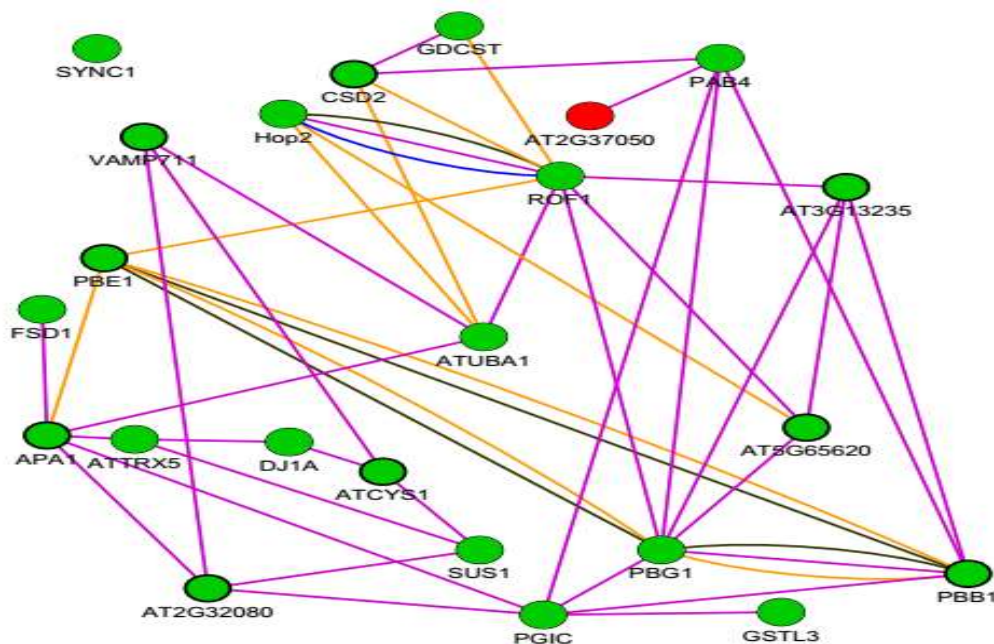 GDCST
SYNC1
PAB4
CSD2
Hop2
AT2G37050
VAMP711
ROF1
AT3G13235
PBE1
FSD1
ATUBA1
APA1
ATTRX5
DJ1A
AT5G65620
ATCYS1
SUS1
PBG1
PBB1
AT2G32080
PGIC
GSTL3